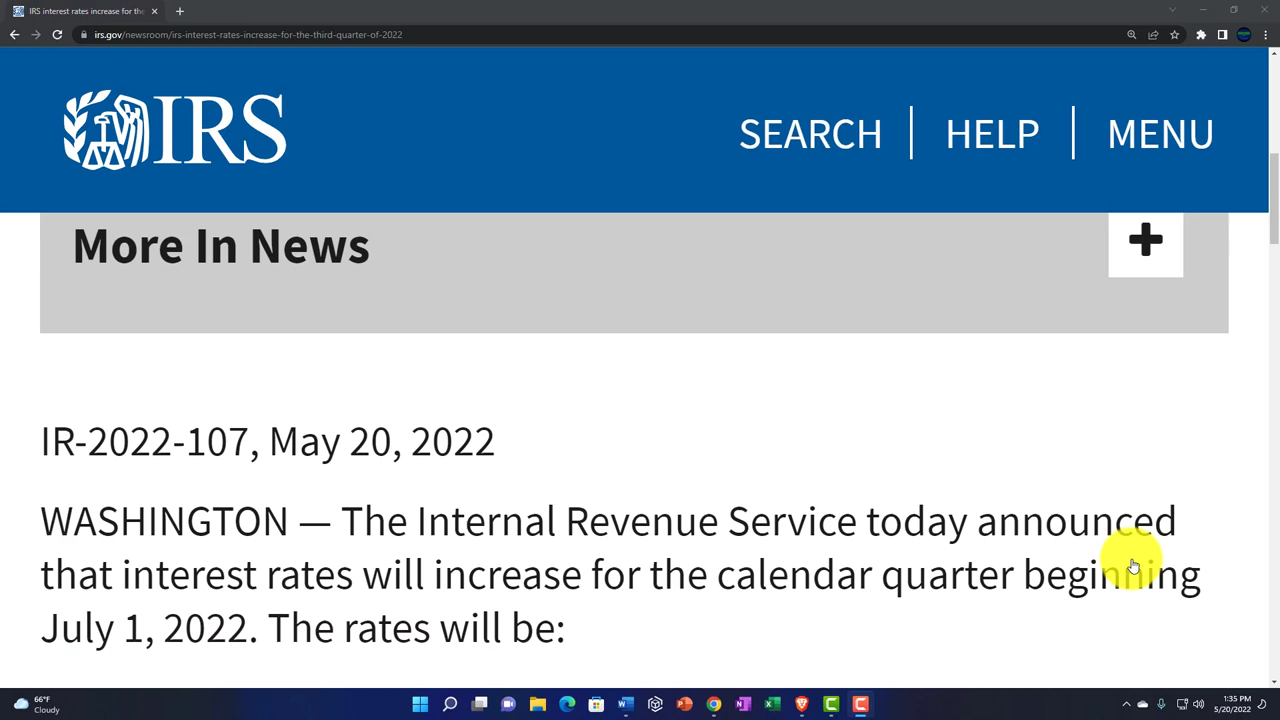 IRS interest rates increase for the
irs.gov/newsroom/irs-interest-rates-increase-for-the-third-quarter-of-2022
IRS
SEARCH
HELP
MENU
More In News
IR-2022-107, May 20, 2022
WASHINGTON — The Internal Revenue Service today announced
that interest rates will increase for the calendar quarter beginning
July 1, 2022. The rates will be:
66°F
Cloudy
1:35 PM
5/20/2022